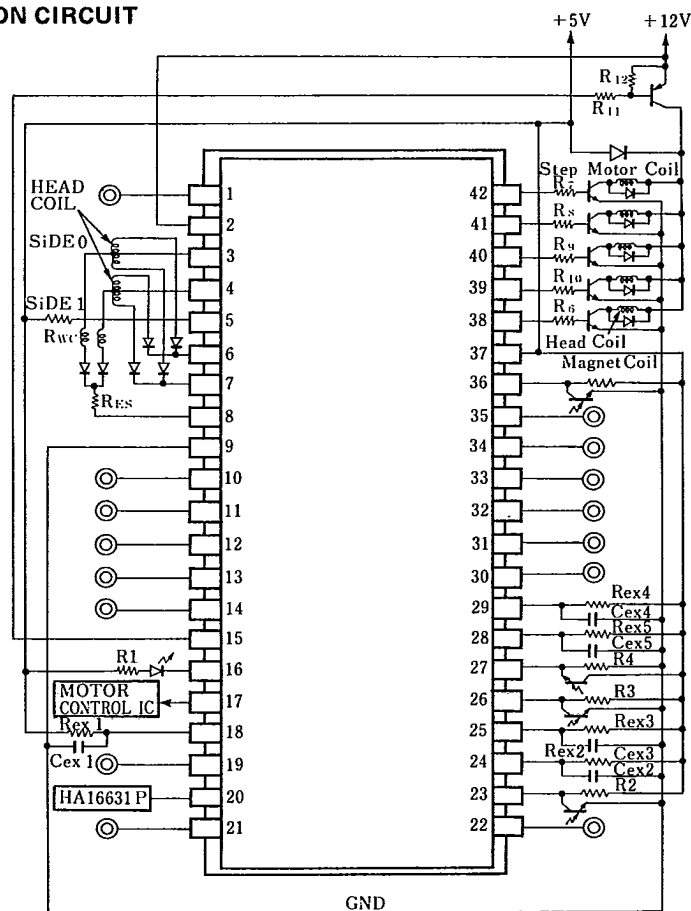 ON CIRCUIT
+5V
+12V
R12
R11
HEAD COIL
SiDE 0
SiDE 1
RWC
RES
Step Motor Coil
R7
R8
R9
R10
R6
Head Coil
Magnet Coil
1
2
3
4
5
6
7
8
9
10
11
12
13
14
15
16
17
18
19
20
21
42
41
40
39
38
37
36
35
34
33
32
31
30
29
28
27
26
25
24
23
22
R1
MOTOR
CONTROL IC
Rex 1
Cex 1
HA16631 P
Rex4
Cex4
Rex5
Cex5
R4
R3
Rex3
Rex2
Cex3
Cex2
R2
GND